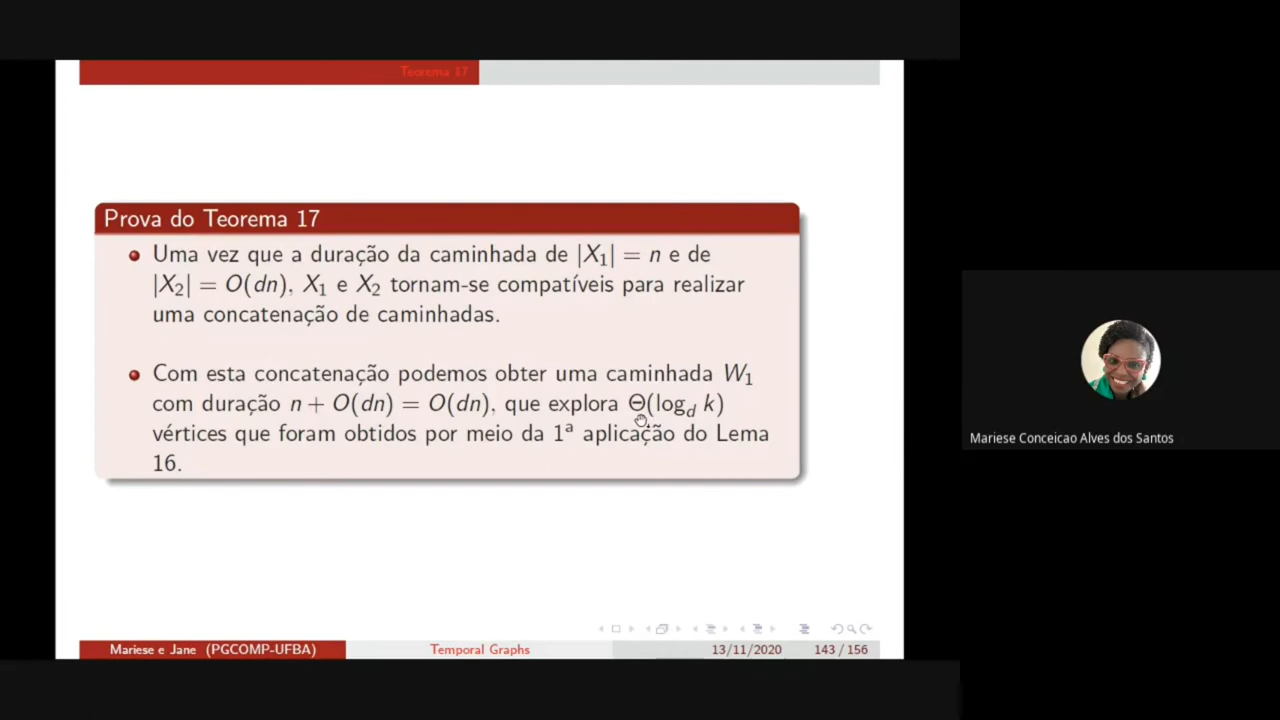 Teorema 17
Prova do Teorema 17
Uma vez que a duração da caminhada de |X₁| = n e de
|X₂| = O(dn), X₁ e X₂ tornam-se compatíveis para realizar
uma concatenação de caminhadas.
Com esta concatenação podemos obter uma caminhada W₁
com duração n + O(dn) = O(dn), que explora Θ(log_d k)
vértices que foram obtidos por meio da 1ª aplicação do Lema
16.
Mariese Conceicao Alves dos Santos
Mariese e Jane (PGCOMP-UFBA) Temporal Graphs 13/11/2020 143 / 156